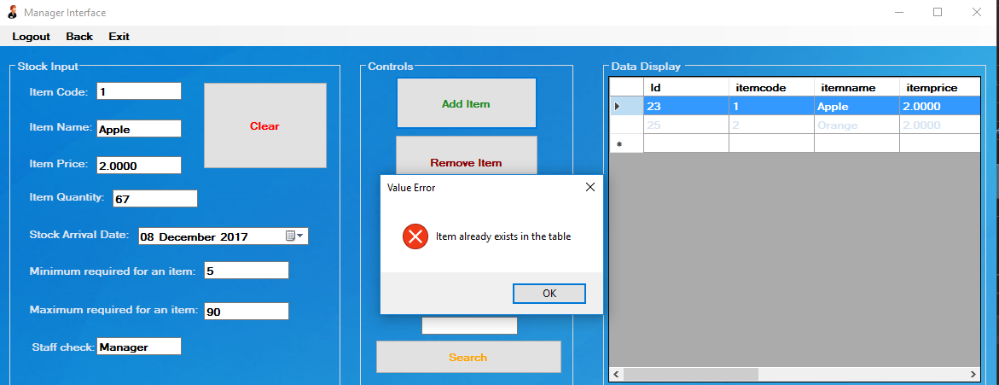 Manager Interface
Logout Back Exit
Stock Input
Item Code: 1
Item Name: Apple
Item Price: 2.0000
Item Quantity: 67
Stock Arrival Date: 08 December 2017
Minimum required for an item: 5
Maximum required for an item: 90
Staff check: Manager
Clear
Controls
Add Item
Remove Item
Value Error
Item already exists in the table
OK
Search
Data Display
Id itemcode itemname itemprice
23 1 Apple 2.0000
25 2 Orange 2.0000